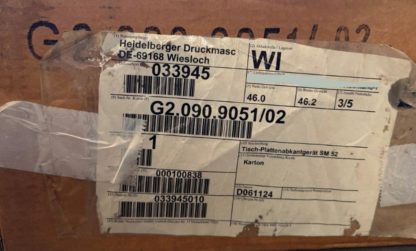 G2.090.9051/02
Heidelberger Druckmasc
DE-69168 Wiesloch
WI
033945
46.0
46.2
3/5
G2.090.9051/02
1
Tisch-Plattenabkantgerät SM 52
Karton
000100838
D061124
033945010